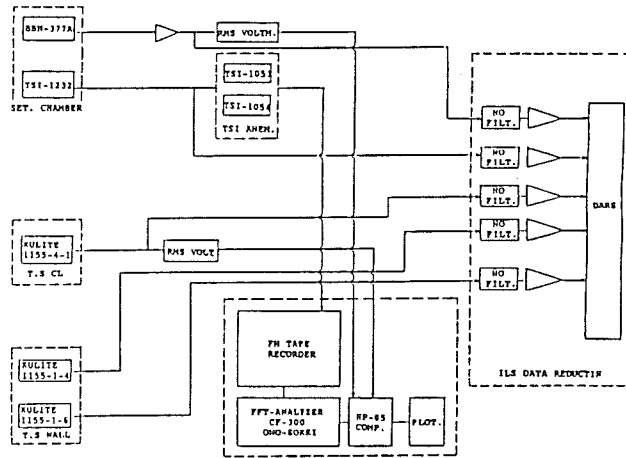 BBN-377A
RMS VOLTM.
TSI-1232
SET. CHAMBER
TSI-1051
TSI-1054
TSI ANEM.
NO
FILT.
NO
FILT.
NO
FILT.
NO
FILT.
NO
FILT.
DARS
ILS DATA REDUCTIN
KULITE
1155-4-1
T.S CL
RMS VOLT
KULITE
1155-1-4
KULITE
1155-1-6
T.S WALL
FM TAPE
RECORDER
FFT-ANALYZER
CF-300
ONO-SOKKI
HP-85
COMP.
PLOT.